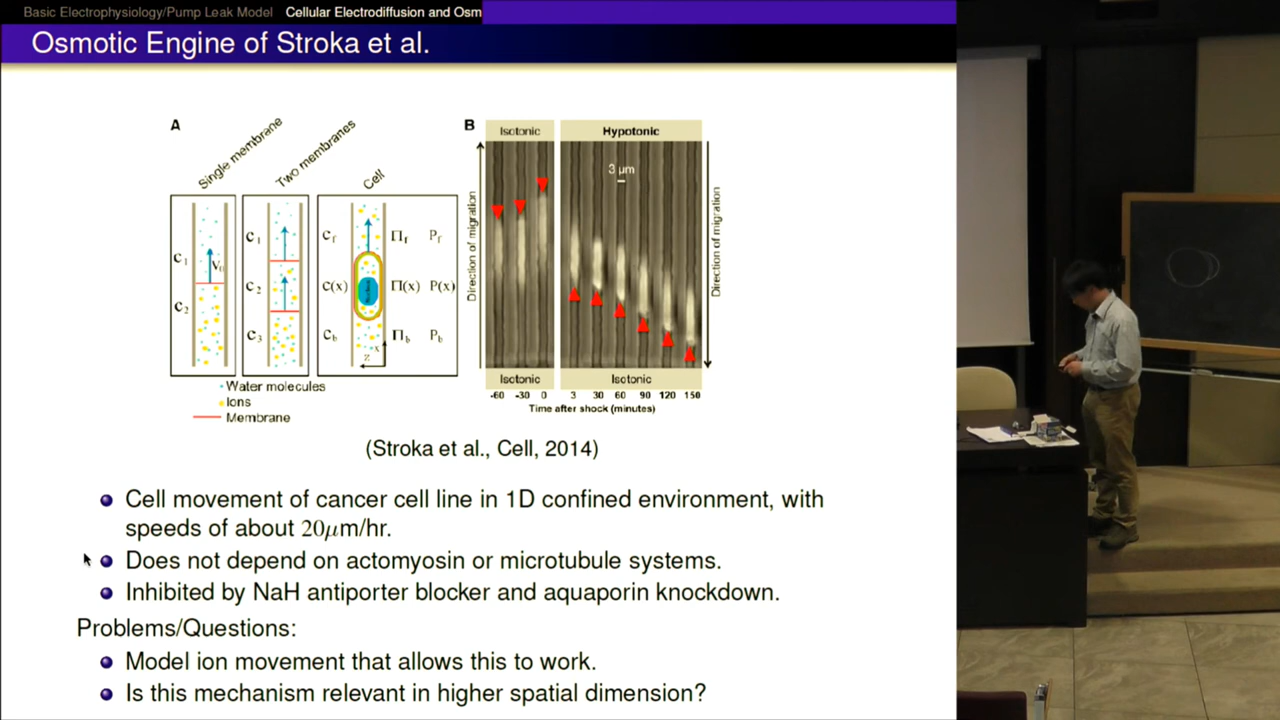 Basic Electrophysiology/Pump Leak Model Cellular Electrodiffusion and Osm
Osmotic Engine of Stroka et al.
A
Single membrane
Two membranes
Cell
C1
V0
C2
C1
C2
C3
Cf
Πf
Pf
C(x)
Π(x)
P(x)
Cb
Πb
Pb
x
z
Water molecules
Ions
Membrane
B
Isotonic
Hypotonic
3 µm
Direction of migration
Direction of migration
Isotonic
Isotonic
-60 -30 0 3 30 60 90 120 150
Time after shock (minutes)
(Stroka et al., Cell, 2014)
Cell movement of cancer cell line in 1D confined environment, with
speeds of about 20µm/hr.
Does not depend on actomyosin or microtubule systems.
Inhibited by NaH antiporter blocker and aquaporin knockdown.
Problems/Questions:
Model ion movement that allows this to work.
Is this mechanism relevant in higher spatial dimension?